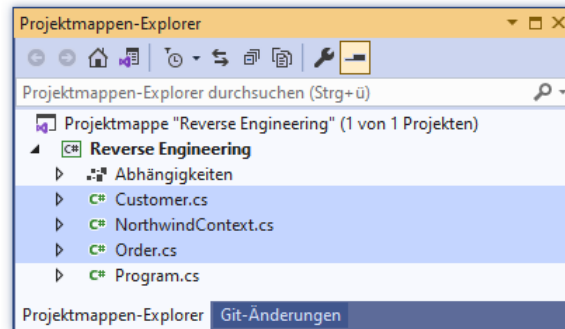 Projektmappen-Explorer
Projektmappen-Explorer durchsuchen (Strg+ü)
Projektmappe "Reverse Engineering" (1 von 1 Projekten)
C# Reverse Engineering
Abhängigkeiten
C# Customer.cs
C# NorthwindContext.cs
C# Order.cs
C# Program.cs
Projektmappen-Explorer Git-Änderungen